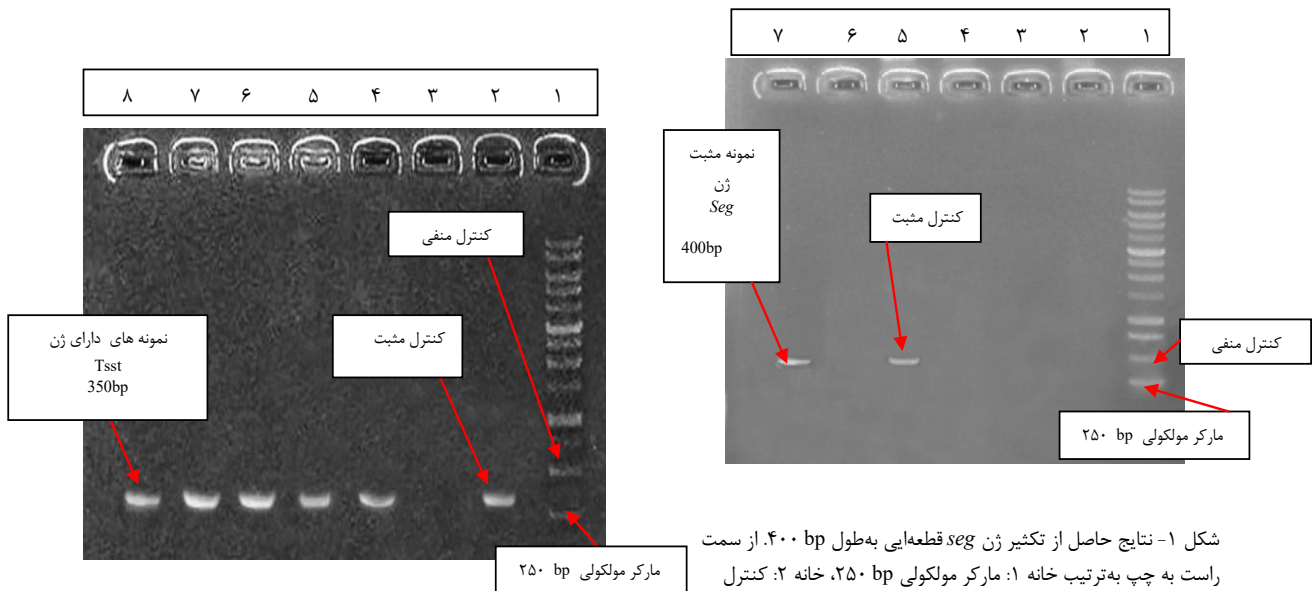 ۷ ۶ ۵ ۴ ۳ ۲ ۱
نمونه مثبت
ژن
Seg
400bp
کنترل مثبت
کنترل منفی
مارکر مولکولی ۲۵۰ bp
شکل ۱- نتایج حاصل از تکثیر ژن seg قطعه‌ایی به‌طول ۴۰۰ bp. از سمت
راست به چپ به‌ترتیب خانه ۱: مارکر مولکولی ۲۵۰ bp، خانه ۲: کنترل
۸ ۷ ۶ ۵ ۴ ۳ ۲ ۱
کنترل منفی
کنترل مثبت
نمونه های دارای ژن
Tsst
350bp
مارکر مولکولی ۲۵۰ bp